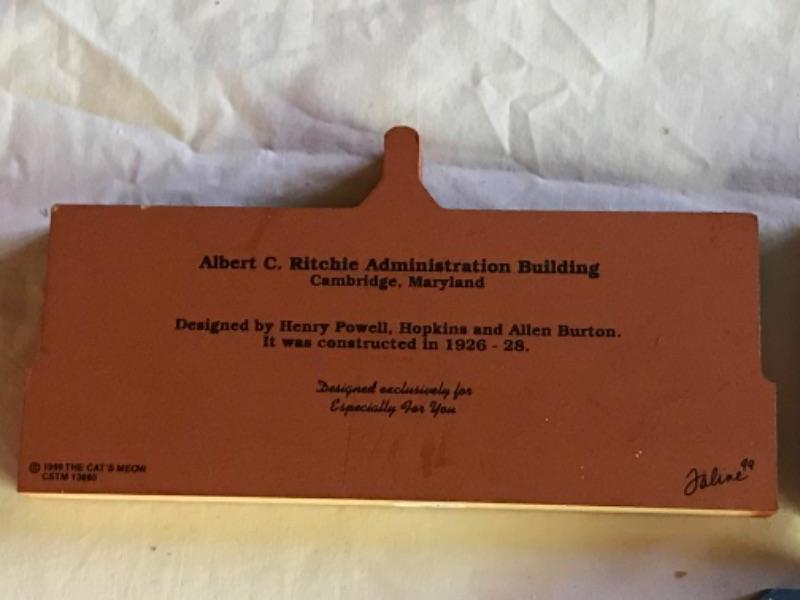 Albert C. Ritchie Administration Building
Cambridge, Maryland
Designed by Henry Powell, Hopkins and Allen Burton.
It was constructed in 1926 - 28.
Designed exclusively for
Especially For You
© 1999 THE CAT'S MEOW
CSTM
Faline 99